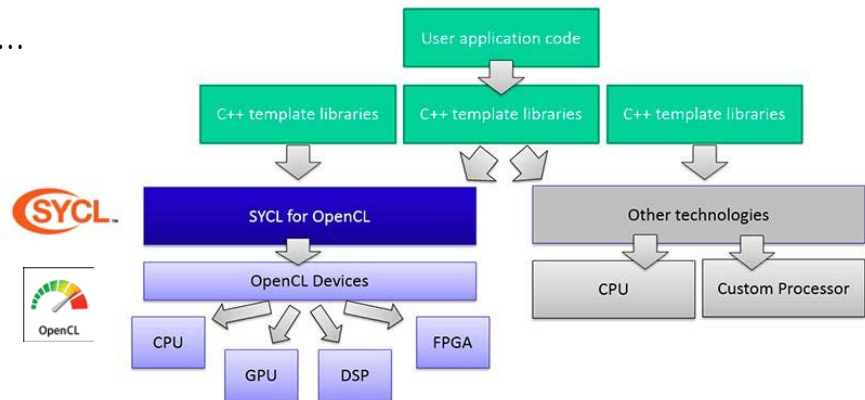 ...
User application code
C++ template libraries
C++ template libraries
C++ template libraries
SYCL™
SYCL for OpenCL
Other technologies
OpenCL
OpenCL Devices
CPU
Custom Processor
CPU
GPU
DSP
FPGA